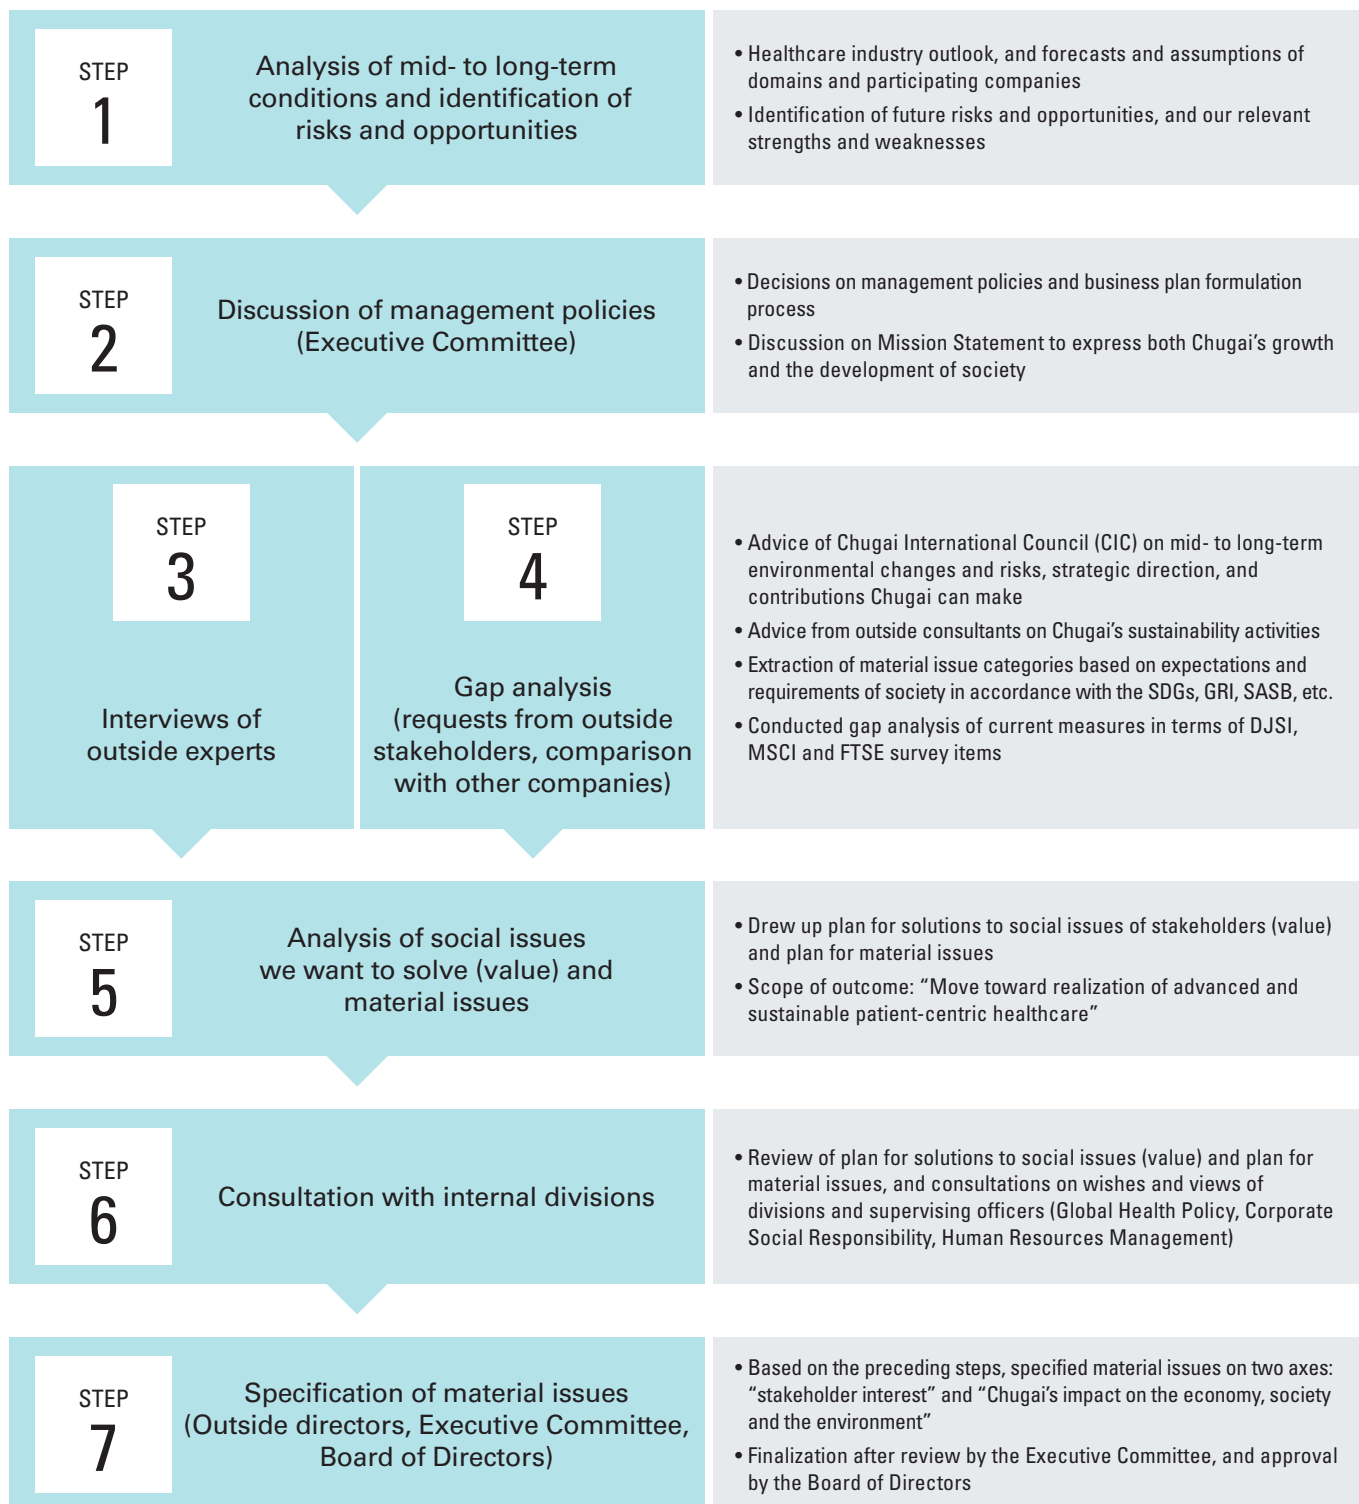 STEP
1
Analysis of mid- to long-term
conditions and identification of
risks and opportunities
• Healthcare industry outlook, and forecasts and assumptions of
domains and participating companies
• Identification of future risks and opportunities, and our relevant
strengths and weaknesses
STEP
2
Discussion of management policies
(Executive Committee)
• Decisions on management policies and business plan formulation
process
• Discussion on Mission Statement to express both Chugai’s growth
and the development of society
STEP
3
Interviews of
outside experts
STEP
4
Gap analysis
(requests from outside
stakeholders, comparison
with other companies)
• Advice of Chugai International Council (CIC) on mid- to long-term
environmental changes and risks, strategic direction, and
contributions Chugai can make
• Advice from outside consultants on Chugai’s sustainability activities
• Extraction of material issue categories based on expectations and
requirements of society in accordance with the SDGs, GRI, SASB, etc.
• Conducted gap analysis of current measures in terms of DJSI,
MSCI and FTSE survey items
STEP
5
Analysis of social issues
we want to solve (value) and
material issues
• Drew up plan for solutions to social issues of stakeholders (value)
and plan for material issues
• Scope of outcome: “Move toward realization of advanced and
sustainable patient-centric healthcare”
STEP
6
Consultation with internal divisions
• Review of plan for solutions to social issues (value) and plan for
material issues, and consultations on wishes and views of
divisions and supervising officers (Global Health Policy, Corporate
Social Responsibility, Human Resources Management)
STEP
7
Specification of material issues
(Outside directors, Executive Committee,
Board of Directors)
• Based on the preceding steps, specified material issues on two axes:
“stakeholder interest” and “Chugai’s impact on the economy, society
and the environment”
• Finalization after review by the Executive Committee, and approval
by the Board of Directors